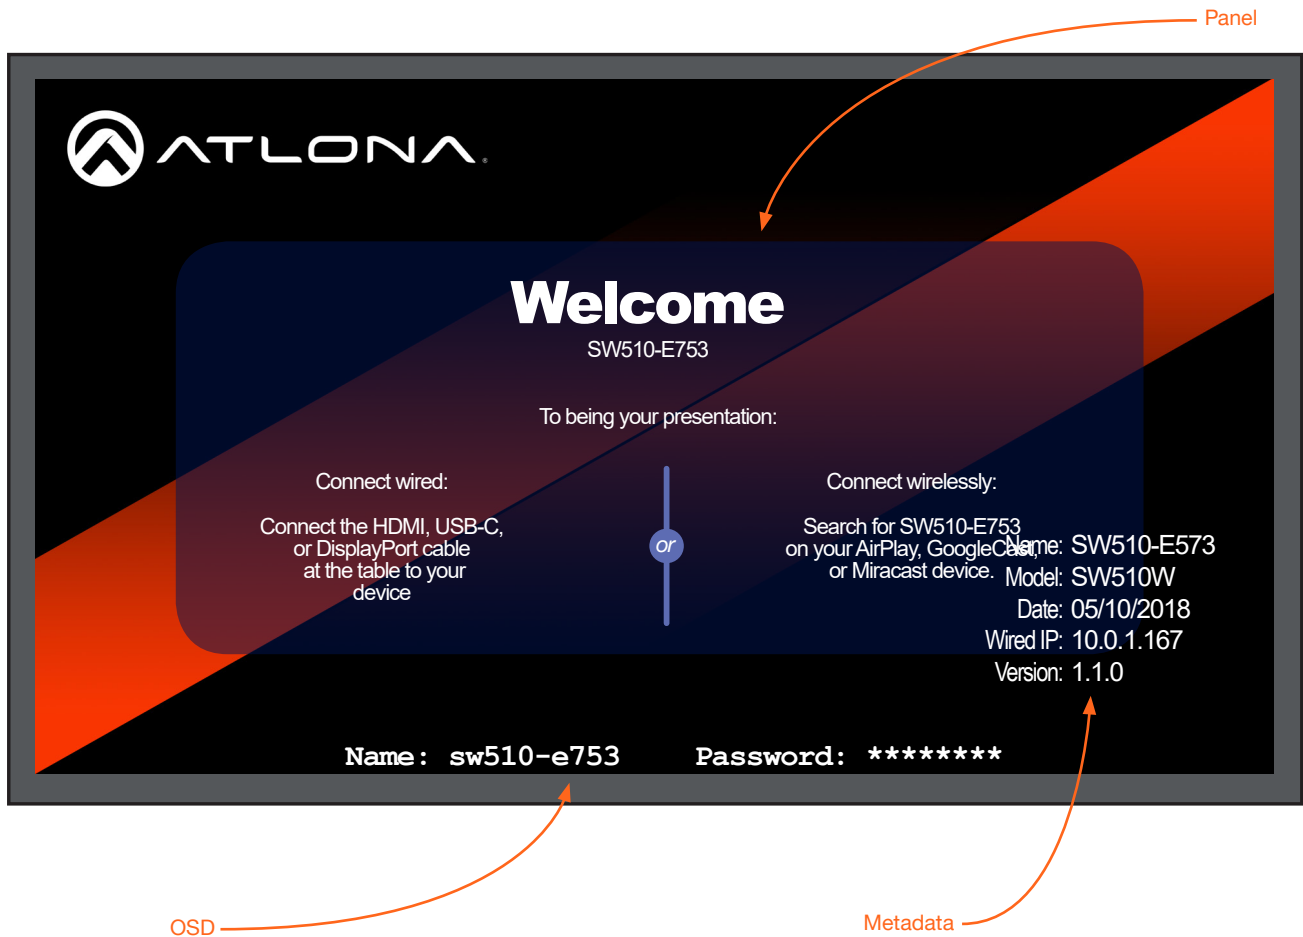 Panel
ATLONA
Welcome
SW510-E753
To being your presentation:
Connect wired:
Connect the HDMI, USB-C,
or DisplayPort cable
at the table to your
device
or
Connect wirelessly:
Search for SW510-E753
on your AirPlay, GoogleCast,
or Miracast device.
Name: SW510-E573
Model: SW510W
Date: 05/10/2018
Wired IP: 10.0.1.167
Version: 1.1.0
Name: sw510-e753 Password: ********
OSD
Metadata